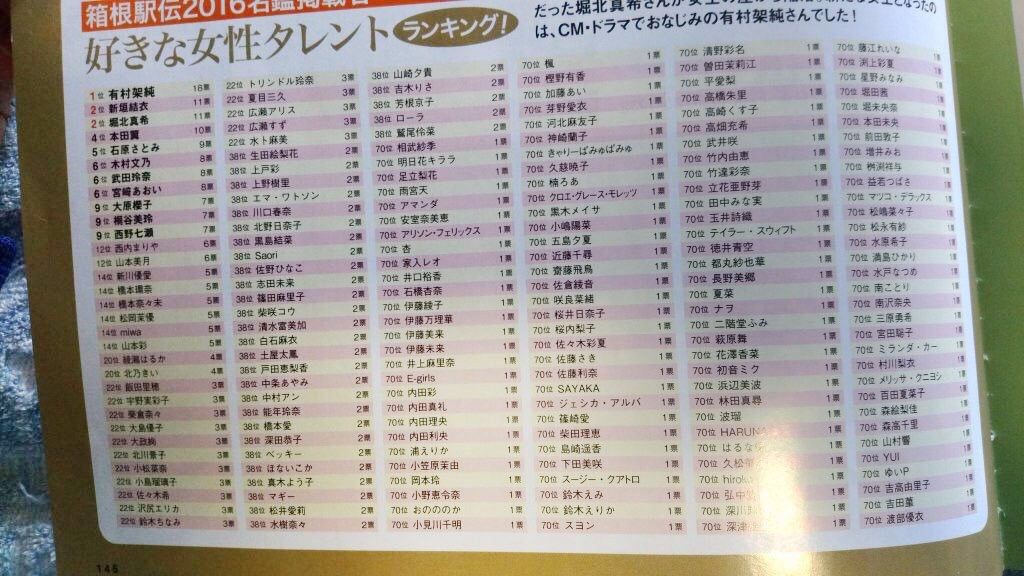 箱根駅伝2016名鑑掲載者
好きな女性タレント ランキング!
だった堀北真希さんが女王の座から
は、CM・ドラマでおなじみの有村架純さんでした!
1位 有村架純 18票
2位 新垣結衣 11票
2位 堀北真希 11票
4位 本田翼 10票
5位 石原さとみ 9票
6位 木村文乃 8票
6位 武田玲奈 8票
6位 宮﨑あおい 8票
9位 大原櫻子 7票
9位 桐谷美玲 7票
9位 西野七瀬 7票
12位 西内まりや 6票
12位 山本美月 6票
14位 新川優愛 5票
14位 橋本環奈 5票
14位 橋本奈々未 5票
14位 松岡茉優 5票
14位 miwa 5票
14位 山本彩 5票
20位 綾瀬はるか 4票
20位 北乃きい 4票
22位 飯田里穂 3票
22位 宇野実彩子 3票
22位 榮倉奈々 3票
22位 大島優子 3票
22位 大政絢 3票
22位 北川景子 3票
22位 小松菜奈 3票
22位 小島瑠璃子 3票
22位 佐々木希 3票
22位 沢尻エリカ 3票
22位 鈴木ちなみ 3票
22位 トリンドル玲奈 3票
22位 夏目三久 3票
22位 広瀬アリス 3票
22位 広瀬すず 3票
22位 水卜麻美 3票
38位 生田絵梨花 2票
38位 上戸彩 2票
38位 上野樹里 2票
38位 エマ・ワトソン 2票
38位 川口春奈 2票
38位 北野日奈子 2票
38位 黒島結菜 2票
38位 Saori 2票
38位 佐野ひなこ 2票
38位 志田未来 2票
38位 篠田麻里子 2票
38位 柴咲コウ 2票
38位 清水富美加 2票
38位 白石麻衣 2票
38位 土屋太鳳 2票
38位 戸田恵梨香 2票
38位 中条あやみ 2票
38位 中村アン 2票
38位 能年玲奈 2票
38位 橋本愛 2票
38位 深田恭子 2票
38位 ベッキー 2票
38位 ほないこか 2票
38位 真木よう子 2票
38位 マギー 2票
38位 松井愛莉 2票
38位 水樹奈々 2票
38位 山崎夕貴 2票
38位 吉木りさ 2票
38位 芳根京子 2票
38位 ローラ 2票
38位 鷲尾伶菜 2票
70位 相武紗季 1票
70位 明日花キララ 1票
70位 足立梨花 1票
70位 雨宮天 1票
70位 アマンダ 1票
70位 安室奈美恵 1票
70位 アリソン・フェリックス 1票
70位 杏 1票
70位 家入レオ 1票
70位 井口裕香 1票
70位 石橋杏奈 1票
70位 伊藤綾子 1票
70位 伊藤万理華 1票
70位 伊藤美来 1票
70位 伊藤未来 1票
70位 井上麻里奈 1票
70位 E-girls 1票
70位 内田彩 1票
70位 内田真礼 1票
70位 内田理央 1票
70位 内田利央 1票
70位 浦えりか 1票
70位 小笠原茉由 1票
70位 岡本玲 1票
70位 小野恵令奈 1票
70位 おのののか 1票
70位 小見川千明 1票
70位 楓 1票
70位 樫野有香 1票
70位 加藤あい 1票
70位 芽野愛衣 1票
70位 河北麻友子 1票
70位 神崎蘭子 1票
70位 きゃりーぱみゅぱみゅ 1票
70位 久慈暁子 1票
70位 楠ろあ 1票
70位 クロエ・グレース・モレッツ 1票
70位 黒木メイサ 1票
70位 小嶋陽菜 1票
70位 五島夕夏 1票
70位 近藤千尋 1票
70位 齋藤飛鳥 1票
70位 佐倉綾音 1票
70位 咲良菜緒 1票
70位 桜井日奈子 1票
70位 桜内梨子 1票
70位 佐々木彩夏 1票
70位 佐藤さき 1票
70位 佐藤利奈 1票
70位 SAYAKA 1票
70位 ジェシカ・アルバ 1票
70位 篠崎愛 1票
70位 柴田理恵 1票
70位 島崎遥香 1票
70位 下田美咲 1票
70位 スージー・クアトロ 1票
70位 鈴木えみ 1票
70位 鈴木えりか 1票
70位 スヨン 1票
70位 清野彩名 1票
70位 曽田茉莉江 1票
70位 平愛梨 1票
70位 高橋朱里 1票
70位 高崎くす子 1票
70位 高畑充希 1票
70位 武井咲 1票
70位 竹内由恵 1票
70位 竹達彩奈 1票
70位 立花亜野芽 1票
70位 田中みな実 1票
70位 玉井詩織 1票
70位 テイラー・スウィフト 1票
70位 徳井青空 1票
70位 都丸紗也華 1票
70位 長野美郷 1票
70位 夏菜 1票
70位 ナヲ 1票
70位 二階堂ふみ 1票
70位 萩原舞 1票
70位 花澤香菜 1票
70位 初音ミク 1票
70位 浜辺美波 1票
70位 林田真尋 1票
70位 波瑠 1票
70位 HARUNA
70位 はるな
70位 久松
70位 hiroko
70位 弘中
70位 深川
70位 深津
70位 藤江れいな 1票
70位 渕上彩夏 1票
70位 星野みなみ 1票
70位 堀田茜 1票
70位 堀未央奈 1票
70位 本田未央 1票
70位 前田敦子 1票
70位 増井みお 1票
70位 桝渕祥与 1票
70位 益若つばさ 1票
70位 マツコ・デラックス 1票
70位 松嶋菜々子 1票
70位 松永有紗 1票
70位 水原希子 1票
70位 満島ひかり 1票
70位 水戸なつめ 1票
70位 南ことり 1票
70位 南沢奈央 1票
70位 三原勇希 1票
70位 宮田聡子 1票
70位 ミランダ・カー 1票
70位 村川梨衣 1票
70位 メリッサ・クニヨシ 1票
70位 百田夏菜子 1票
70位 森絵梨佳 1票
70位 森高千里 1票
70位 山村響 1票
70位 YUI 1票
70位 ゆいP 1票
70位 吉高由里子 1票
70位 吉田菫 1票
70位 渡部優衣 1票
146